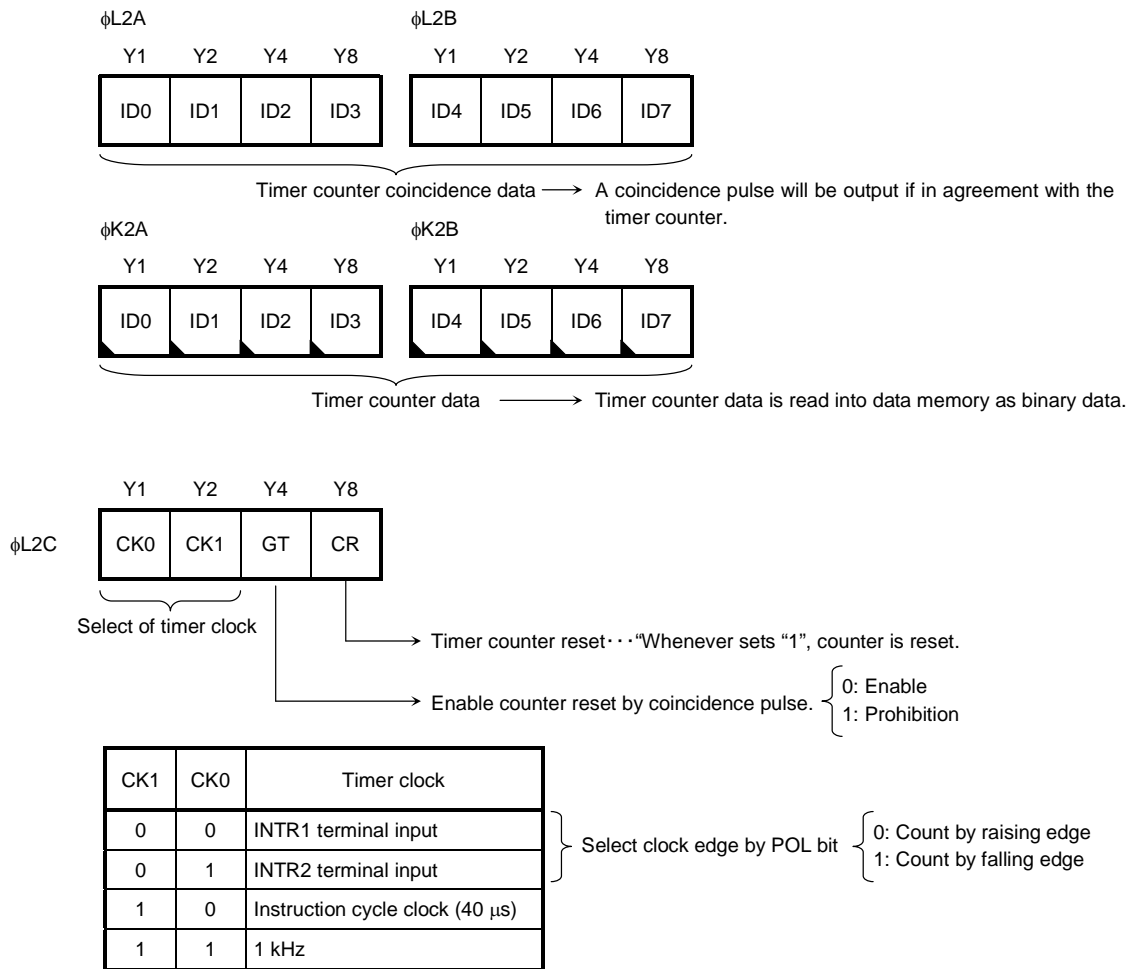 ϕL2A ϕL2B
Y1 Y2 Y4 Y8 Y1 Y2 Y4 Y8
ID0 ID1 ID2 ID3 ID4 ID5 ID6 ID7
Timer counter coincidence data → A coincidence pulse will be output if in agreement with the
timer counter.
ϕK2A ϕK2B
Y1 Y2 Y4 Y8 Y1 Y2 Y4 Y8
ID0 ID1 ID2 ID3 ID4 ID5 ID6 ID7
Timer counter data → Timer counter data is read into data memory as binary data.
Y1 Y2 Y4 Y8
ϕL2C CK0 CK1 GT CR
Select of timer clock
Timer counter reset･･･“Whenever sets “1”, counter is reset.
Enable counter reset by coincidence pulse.
0: Enable
1: Prohibition
CK1 CK0 Timer clock
0 0 INTR1 terminal input
0 1 INTR2 terminal input
1 0 Instruction cycle clock (40 μs)
1 1 1 kHz
Select clock edge by POL bit
0: Count by raising edge
1: Count by falling edge